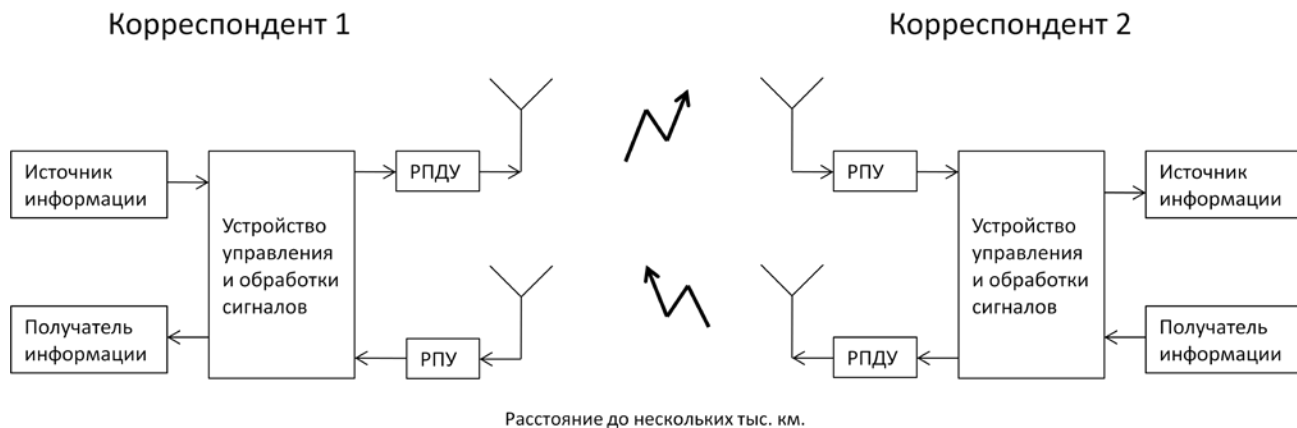 Корреспондент 1
Корреспондент 2
Источник
информации
РПДУ
РПУ
Источник
информации
Устройство
управления
и обработки
сигналов
Устройство
управления
и обработки
сигналов
Получатель
информации
РПУ
РПДУ
Получатель
информации
Расстояние до нескольких тыс. км.